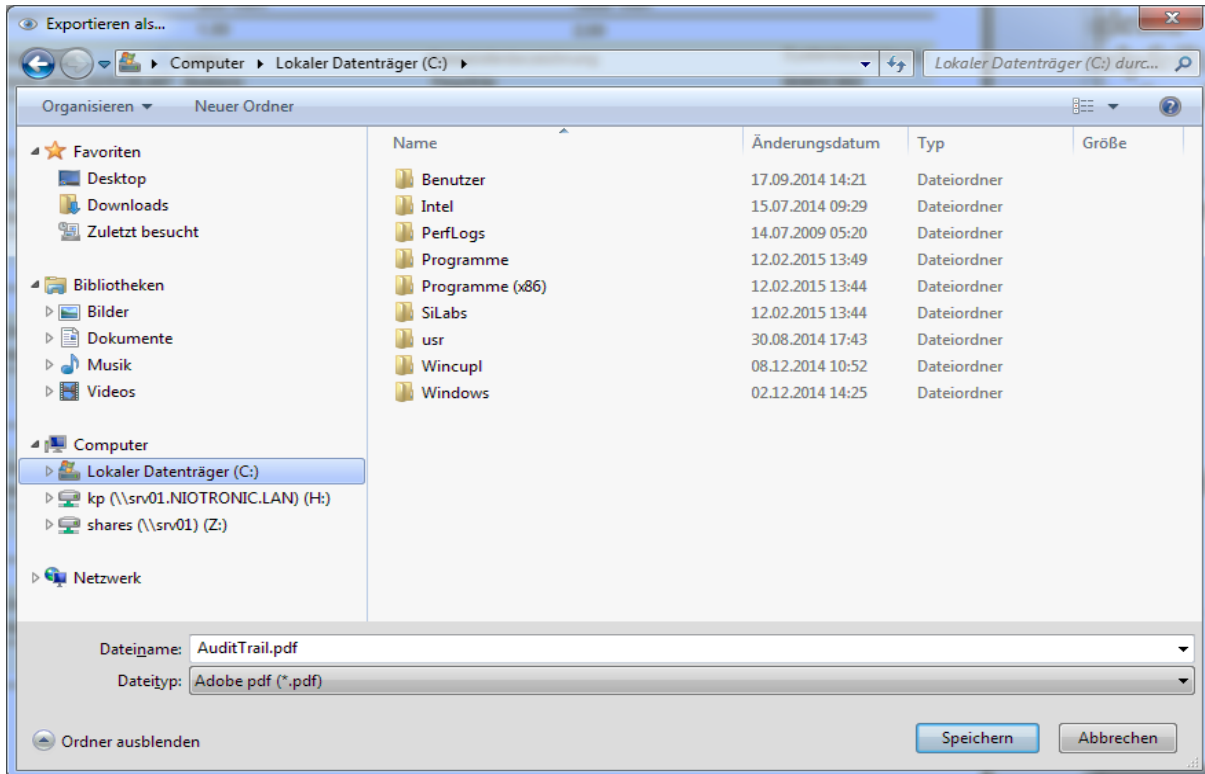 Exportieren als...
Computer Lokaler Datenträger (C:)
Lokaler Datenträger (C:) durc...
Organisieren Neuer Ordner
Favoriten
Desktop
Downloads
Zuletzt besucht
Bibliotheken
Bilder
Dokumente
Musik
Videos
Computer
Lokaler Datenträger (C:)
kp (\\srv01.NIOTRONIC.LAN) (H:)
shares (\\srv01) (Z:)
Netzwerk
Name Änderungsdatum Typ Größe
Benutzer 17.09.2014 14:21 Dateiordner
Intel 15.07.2014 09:29 Dateiordner
PerfLogs 14.07.2009 05:20 Dateiordner
Programme 12.02.2015 13:49 Dateiordner
Programme (x86) 12.02.2015 13:44 Dateiordner
SiLabs 12.02.2015 13:44 Dateiordner
usr 30.08.2014 17:43 Dateiordner
Wincupl 08.12.2014 10:52 Dateiordner
Windows 02.12.2014 14:25 Dateiordner
Dateiname: AuditTrail.pdf
Dateityp: Adobe pdf (*.pdf)
Ordner ausblenden
Speichern Abbrechen